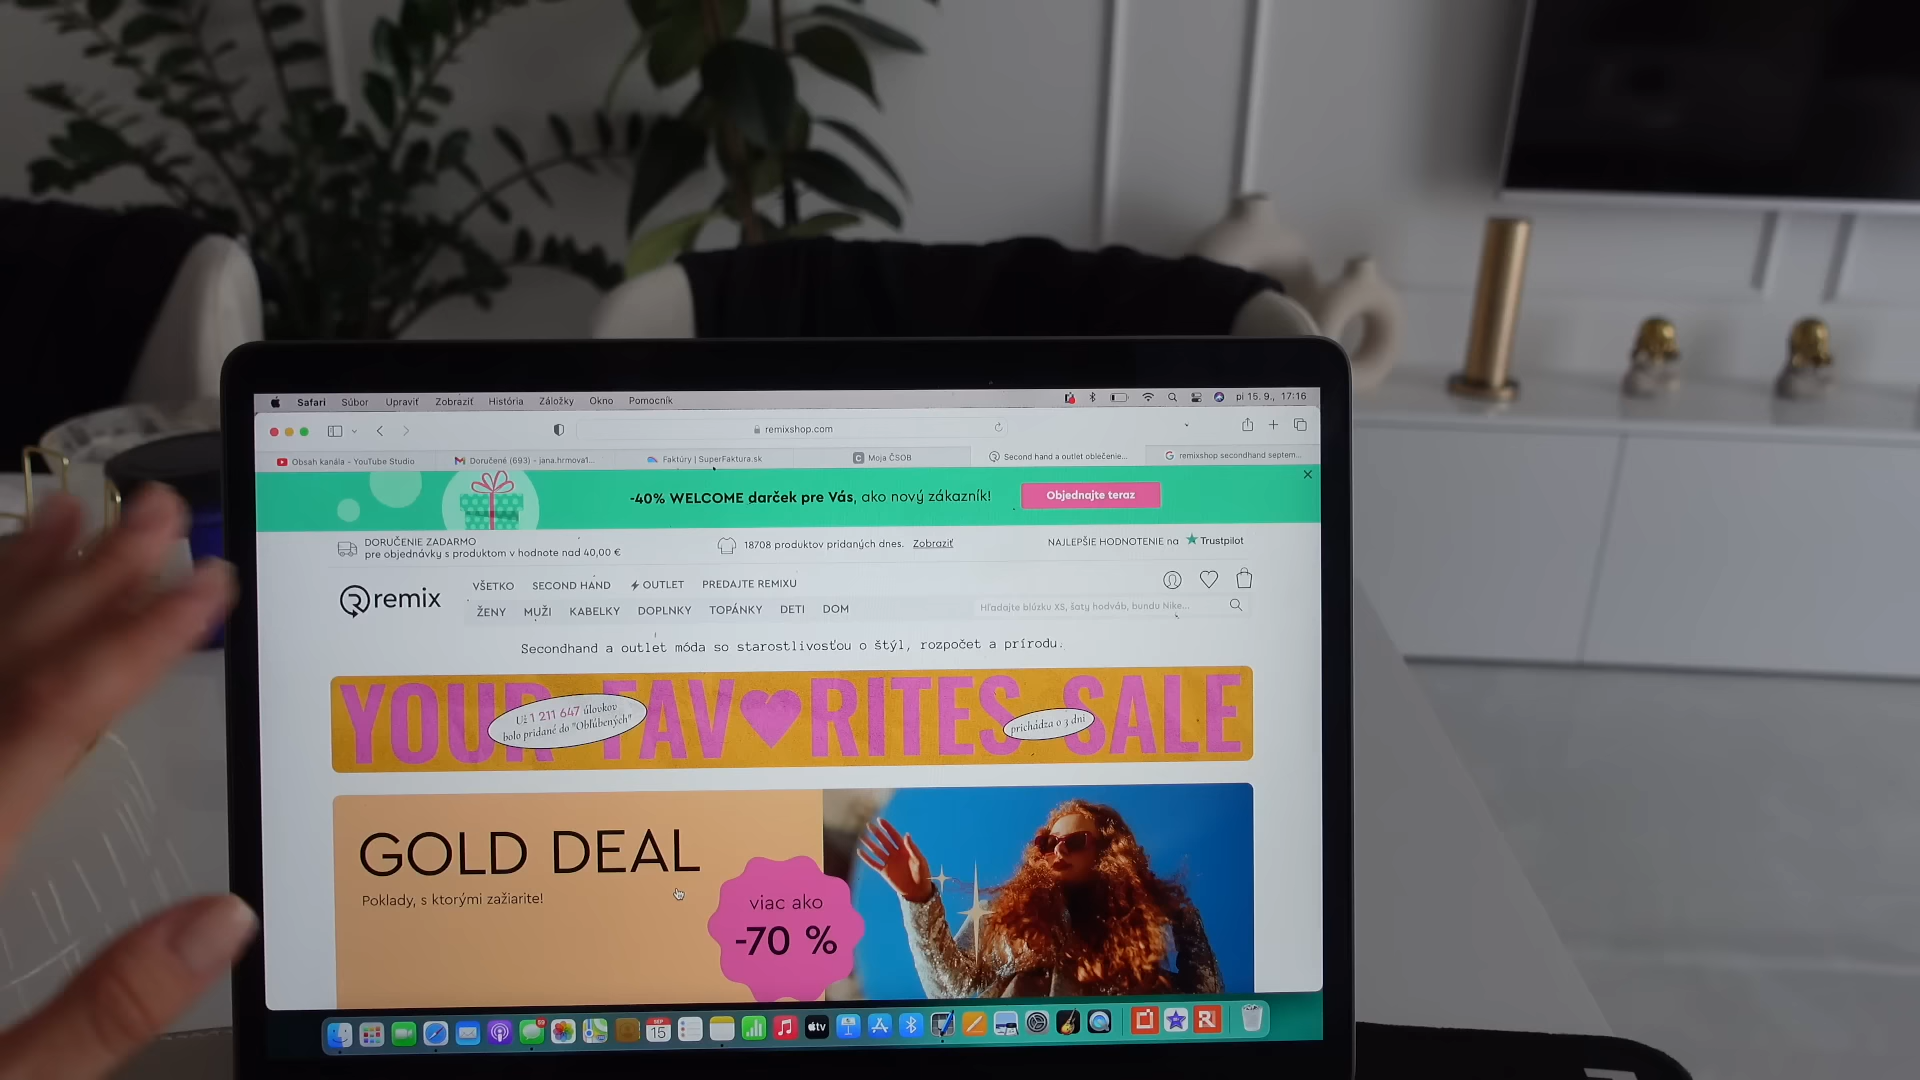 Safari Súbor Upraviť Zobraziť História Záložky Okno Pomocník
pi 15. 9., 17:16
remixshop.com
Obsah kanála - YouTube Studio
Doručené (693) - jana.hrmova1...
Faktúry | SuperFaktura.sk
C Moja ČSOB
Second hand a outlet oblečenie...
G remixshop secondhand septem...
-40% WELCOME darček pre Vás, ako nový zákazník!
Objednajte teraz
DORUČENIE ZADARMO
pre objednávky s produktom v hodnote nad 40,00 €
18708 produktov pridaných dnes. Zobraziť
NAJLEPŠIE HODNOTENIE na Trustpilot
remix
VŠETKO SECOND HAND OUTLET PREDAJTE REMIXU
ŽENY MUŽI KABELKY DOPLNKY TOPÁNKY DETI DOM
Hľadajte blúzku XS, šaty hodváb, bundu Nike...
Secondhand a outlet móda so starostlivosťou o štýl, rozpočet a prírodu.
YOUR FAV RITES SALE
Už 1 211 647 úlovkov
bolo pridané do "Obľúbených"
prichádza o 3 dni
GOLD DEAL
Poklady, s ktorými zažiarite!
viac ako
-70 %
SEP
15
tv